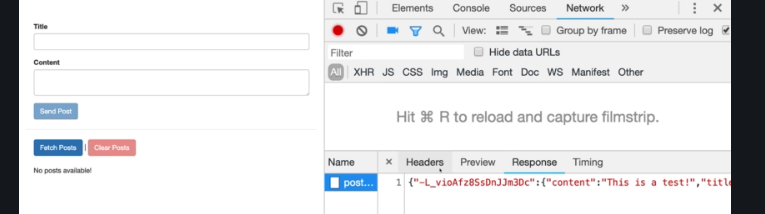 Title
Content
Send Post
Fetch Posts | Clear Posts
No posts available!
Elements Console Sources Network »
View: Group by frame Preserve log
Filter Hide data URLs
All XHR JS CSS Img Media Font Doc WS Manifest Other
Hit ⌘ R to reload and capture filmstrip.
Name × Headers Preview Response Timing
post... 1 {"-L_vioAfzBSsDnJJm3Dc":{"content":"This is a test!","title